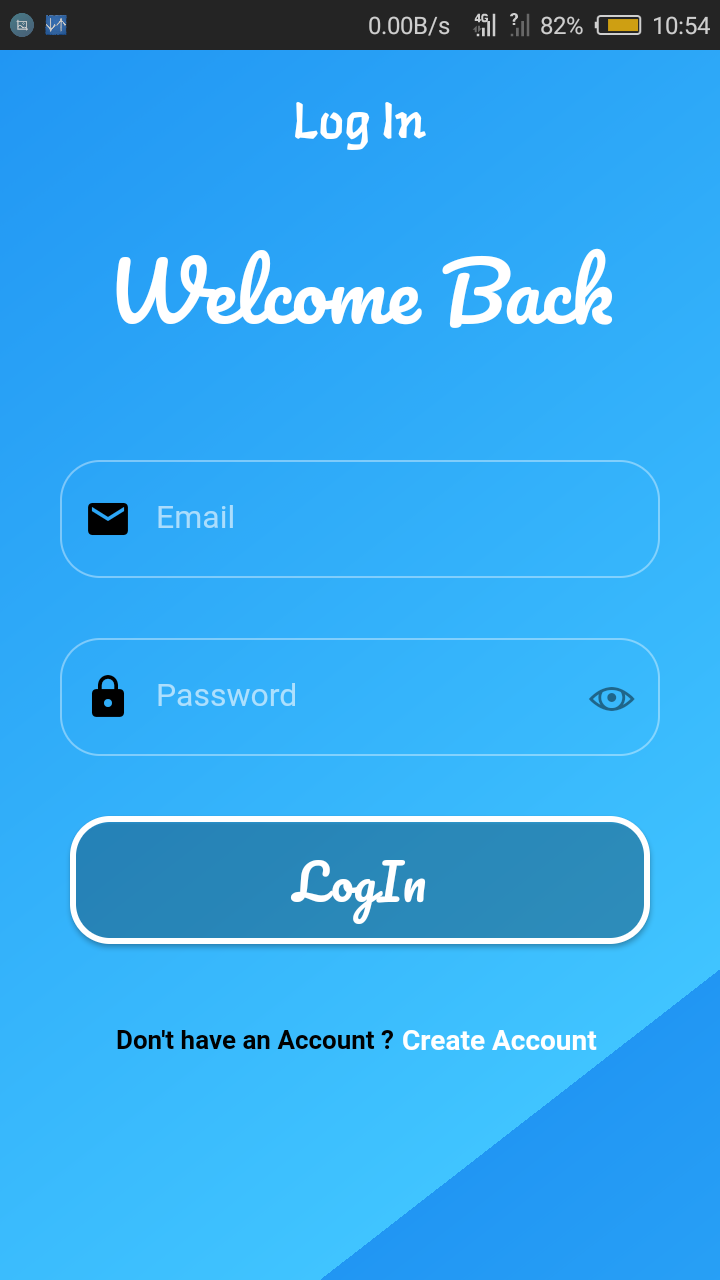 0.00B/s 4G ? 82% 10:54
Log In
Welcome Back
Email
Password
LogIn
Don't have an Account ? Create Account